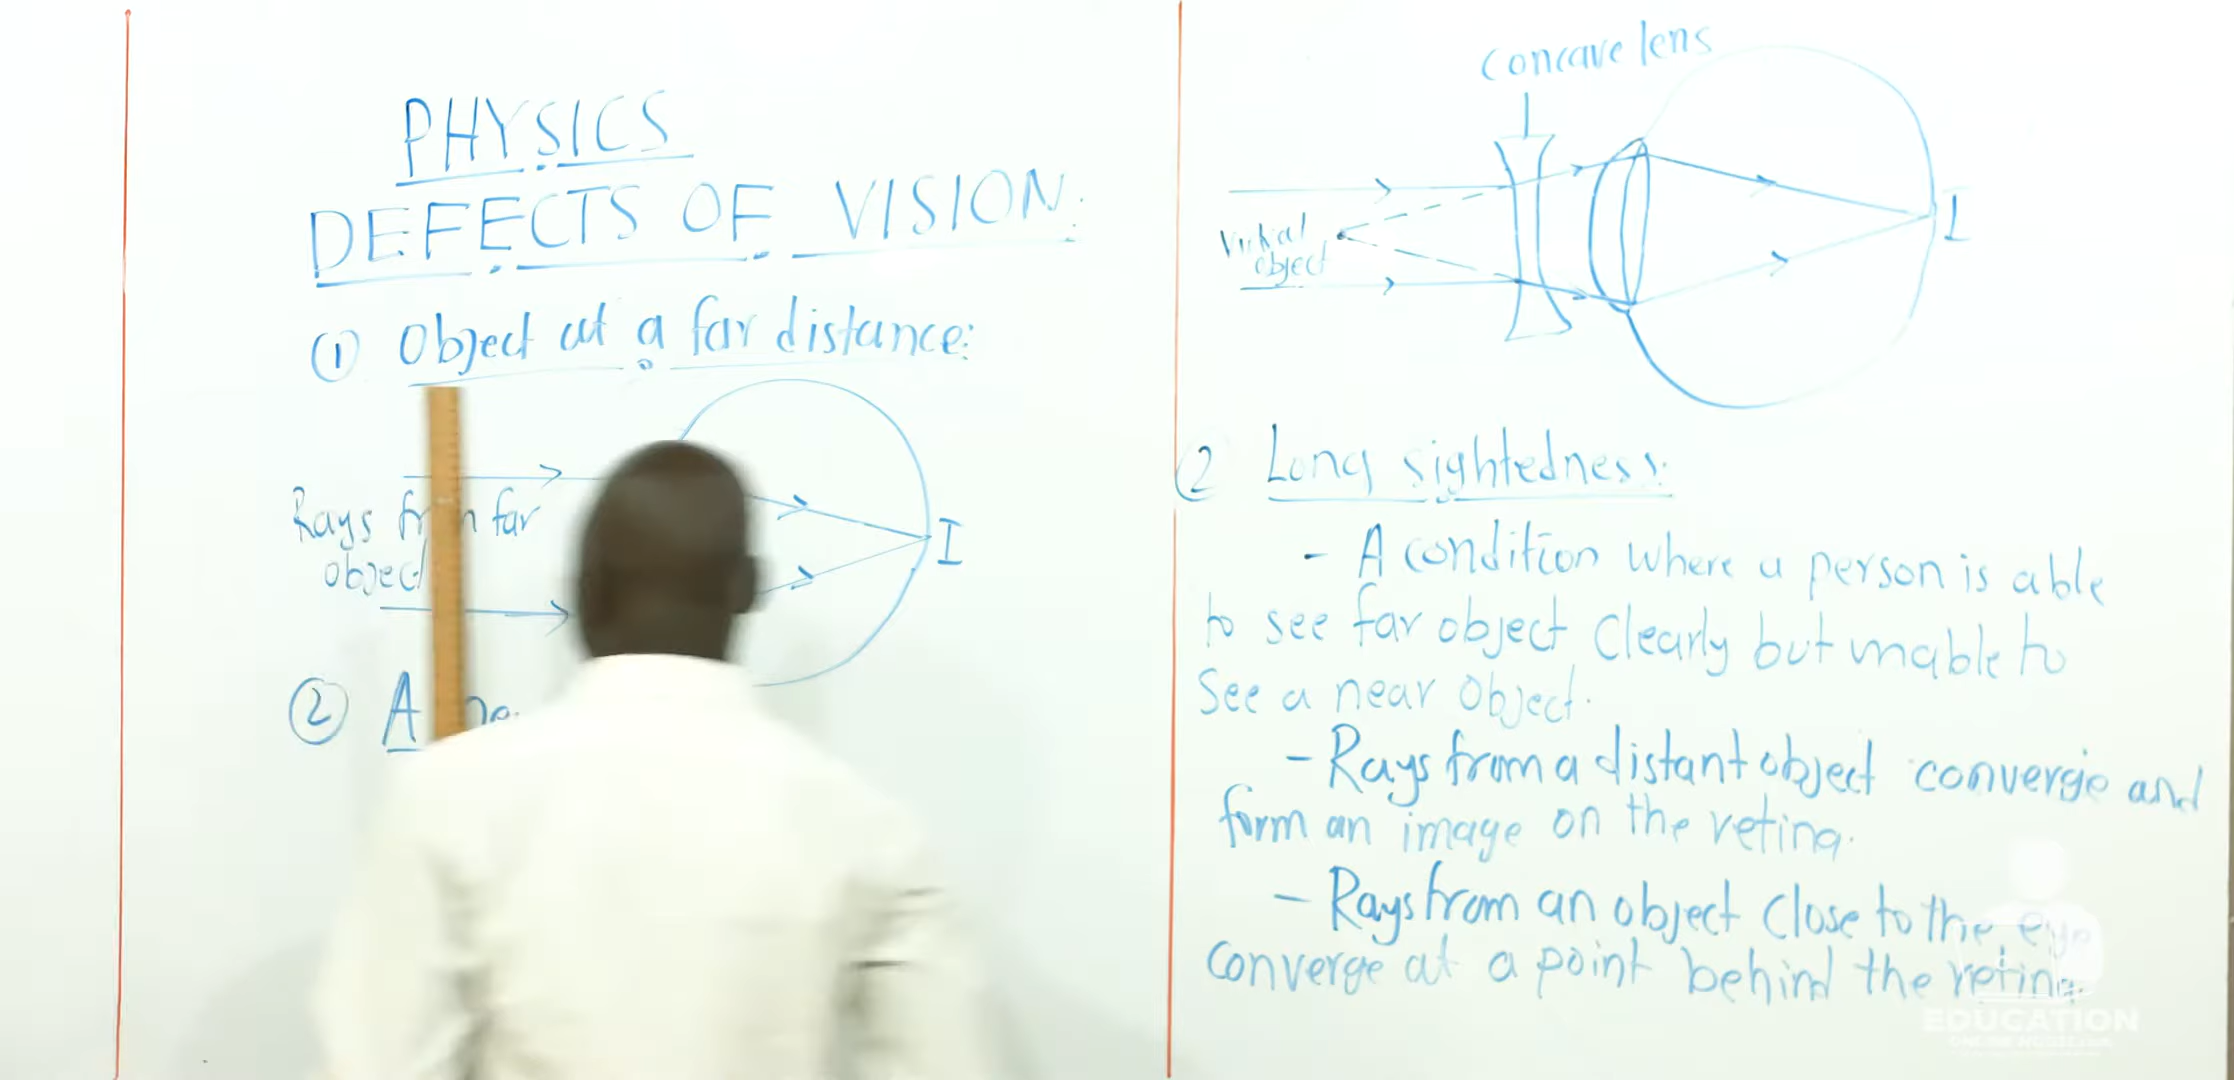 PHYSICS
DEFECTS OF VISION:
① Object at a far distance:
Rays from far
object
I
② A
Concave lens
Virtual
object
I
② Long sightedness:
- A condition where a person is able
to see far object clearly but unable to
see a near object.
- Rays from a distant object converge and
form an image on the retina.
- Rays from an object close to the eye
converge at a point behind the retina.
EDUCATION